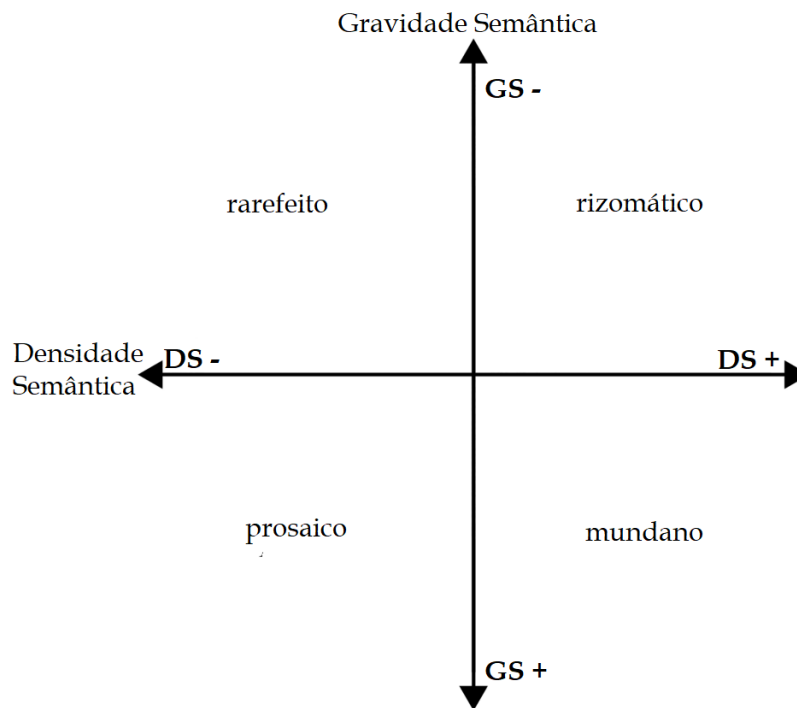 Gravidade Semântica
GS -
rarefeito
rizomático
Densidade
Semântica
DS -
DS +
prosaico
mundano
GS +